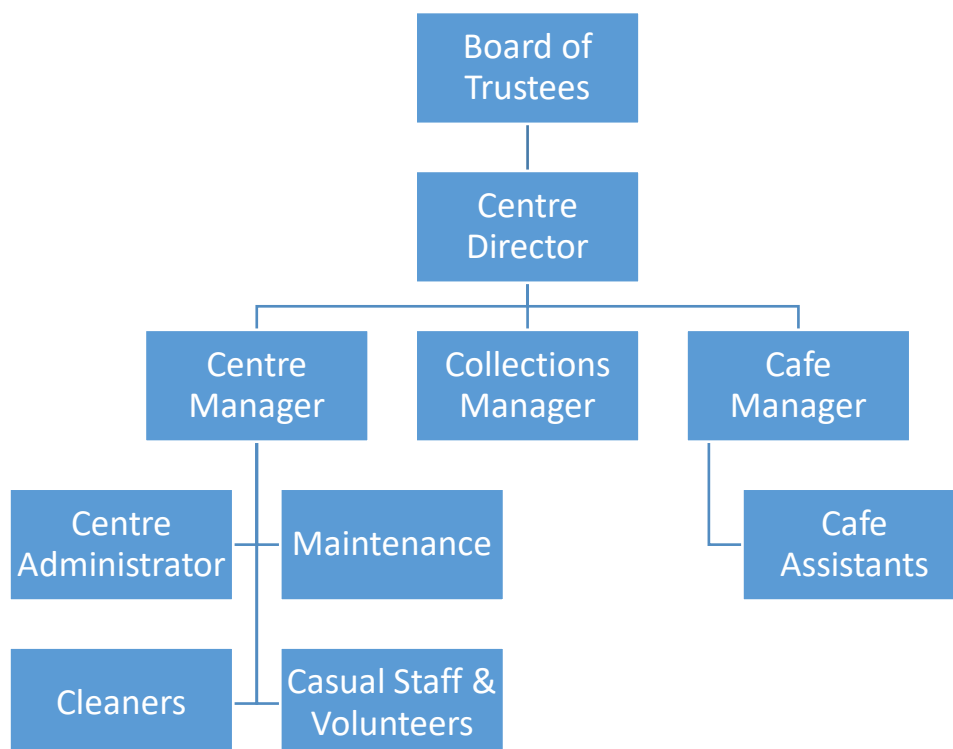 Board of
Trustees
Centre
Director
Centre
Manager
Collections
Manager
Cafe
Manager
Centre
Administrator
Maintenance
Cafe
Assistants
Cleaners
Casual Staff &
Volunteers